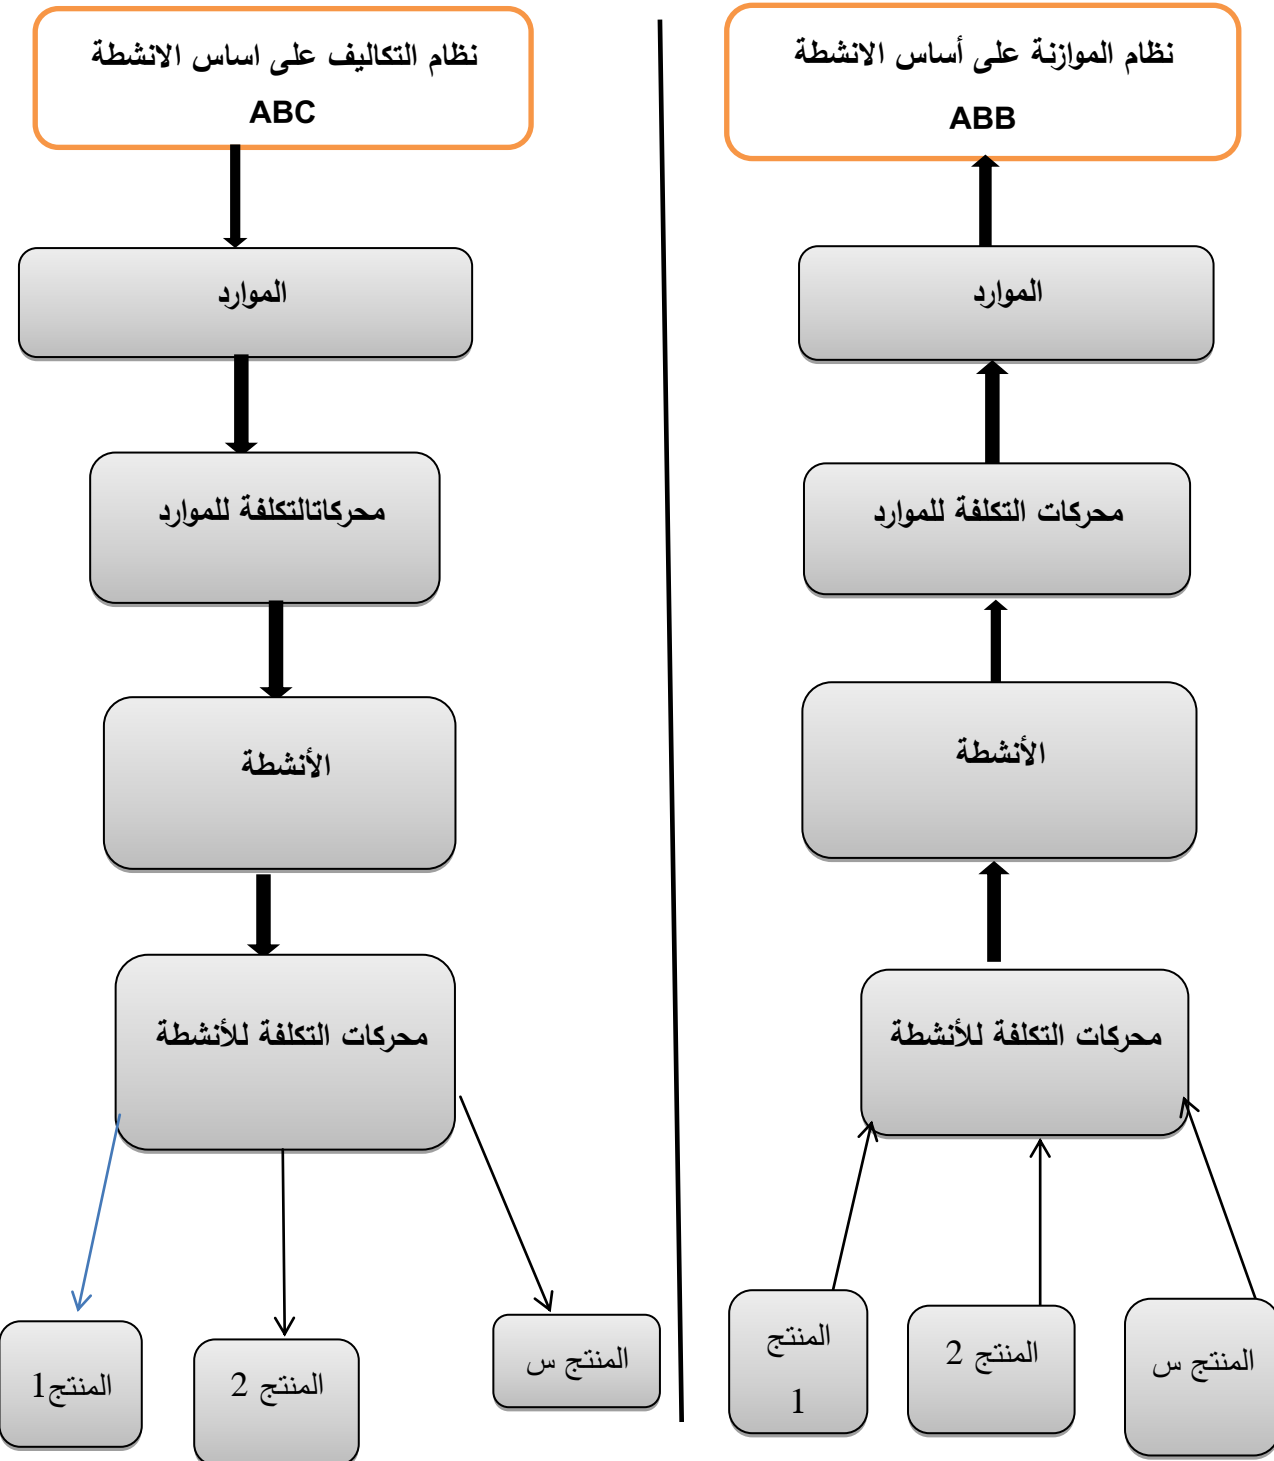 نظام الموازنة على أساس الانشطة
ABB
الموارد
محركات التكلفة للموارد
الأنشطة
محركات التكلفة للأنشطة
المنتج
1
المنتج 2
المنتج س
نظام التكاليف على اساس الانشطة
ABC
الموارد
محركاتالتكلفة للموارد
الأنشطة
محركات التكلفة للأنشطة
المنتج س
المنتج 2
المنتج1